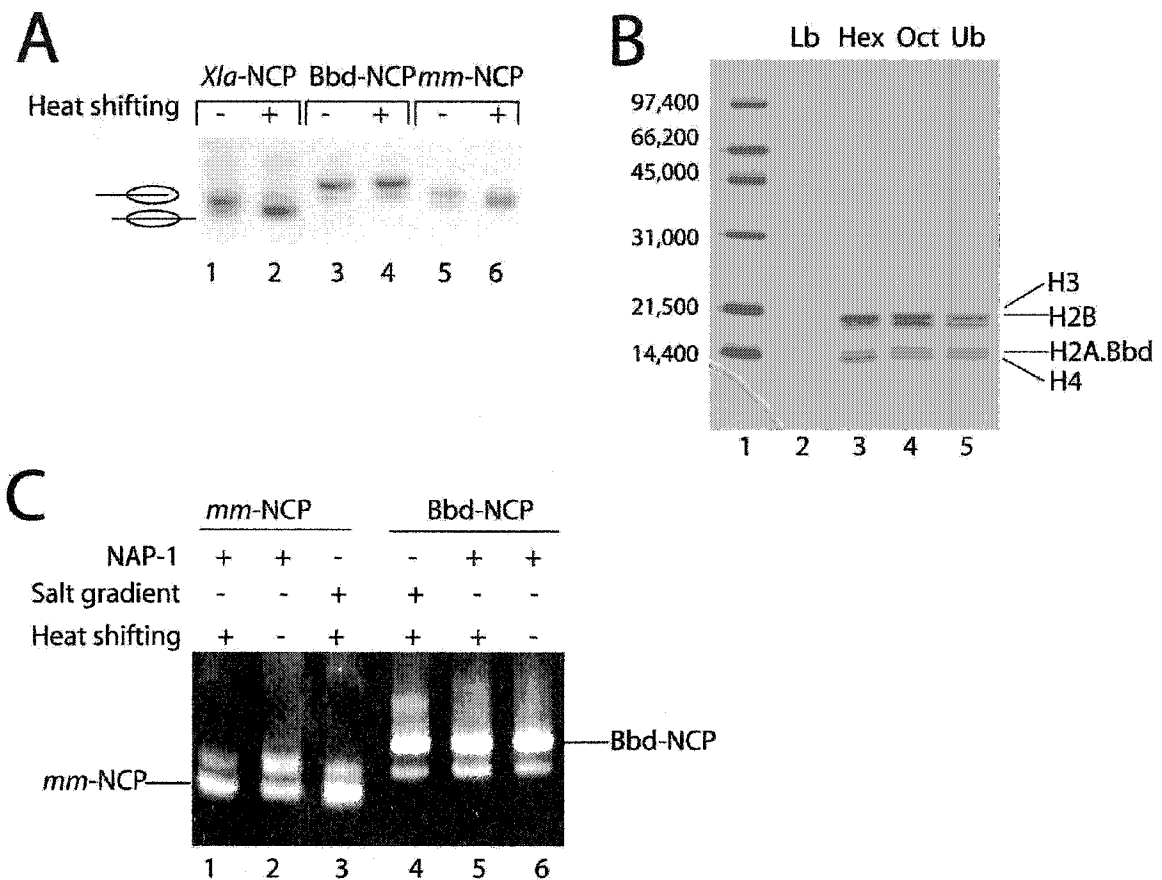 A
Xla-NCP Bbd-NCP mm-NCP
Heat shifting - + - + - +
1 2 3 4 5 6
B
Lb Hex Oct Ub
97,400
66,200
45,000
31,000
21,500
14,400
H3
H2B
H2A.Bbd
H4
1 2 3 4 5
C
mm-NCP Bbd-NCP
NAP-1 + + - - + +
Salt gradient - - + + - -
Heat shifting + - + + + -
Bbd-NCP
mm-NCP
1 2 3 4 5 6